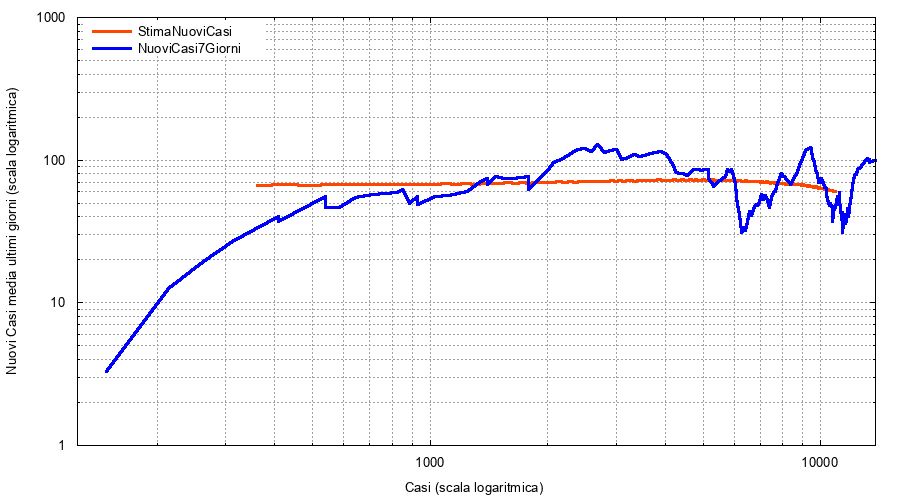 1000
100
10
1
StimaNuoviCasi
NuoviCasi7Giorni
Nuovi Casi media ultimi giorni (scala logaritmica)
1000
10000
Casi (scala logaritmica)